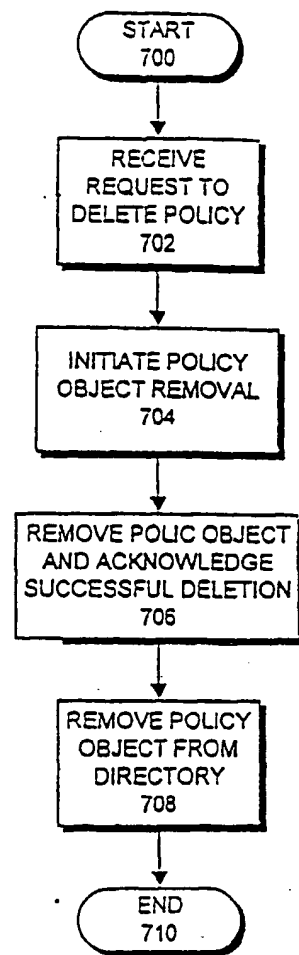 START
700
RECEIVE
REQUEST TO
DELETE POLICY
702
INITIATE POLICY
OBJECT REMOVAL
704
REMOVE POLIC OBJECT
AND ACKNOWLEDGE
SUCCESSFUL DELETION
706
REMOVE POLICY
OBJECT FROM
DIRECTORY
708
END
710